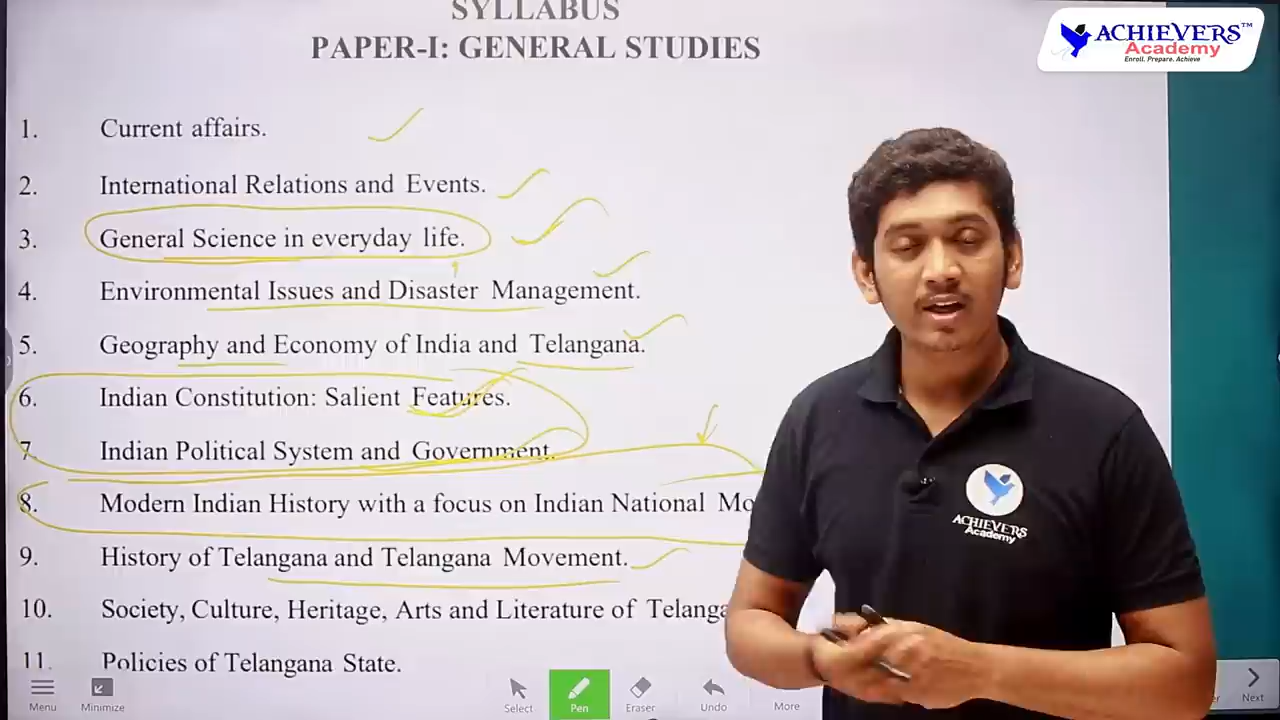 SYLLABUS
PAPER-I: GENERAL STUDIES
ACHIEVERS™
Academy
Enroll. Prepare. Achieve
1. Current affairs.
2. International Relations and Events.
3. General Science in everyday life.
4. Environmental Issues and Disaster Management.
5. Geography and Economy of India and Telangana.
6. Indian Constitution: Salient Features.
7. Indian Political System and Government.
8. Modern Indian History with a focus on Indian National Mo
9. History of Telangana and Telangana Movement.
10. Society, Culture, Heritage, Arts and Literature of Telanga
11. Policies of Telangana State.
ACHIEVERS
Academy
Menu Minimize Select Pen Eraser Undo More Next